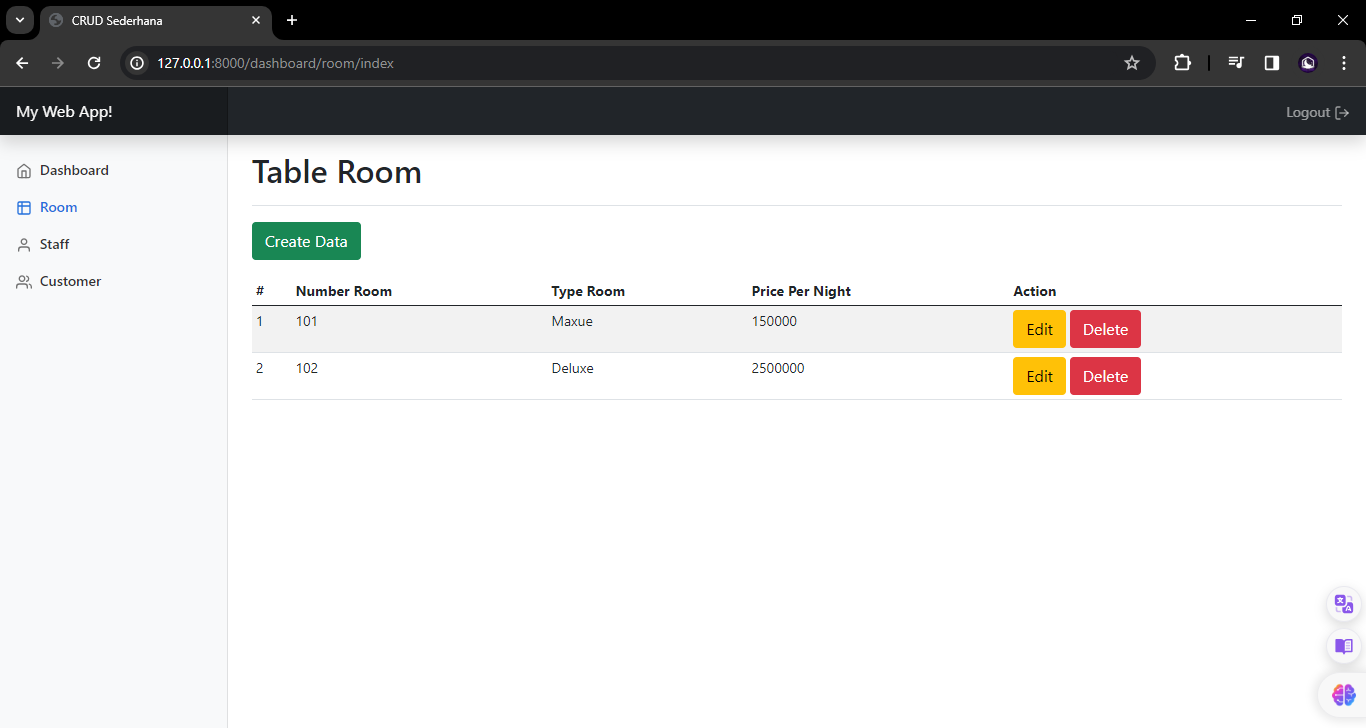 CRUD Sederhana
127.0.0.1:8000/dashboard/room/index
My Web App!
Logout
Dashboard
Room
Staff
Customer
Table Room
Create Data
# Number Room Type Room Price Per Night Action
1 101 Maxue 150000 Edit Delete
2 102 Deluxe 2500000 Edit Delete